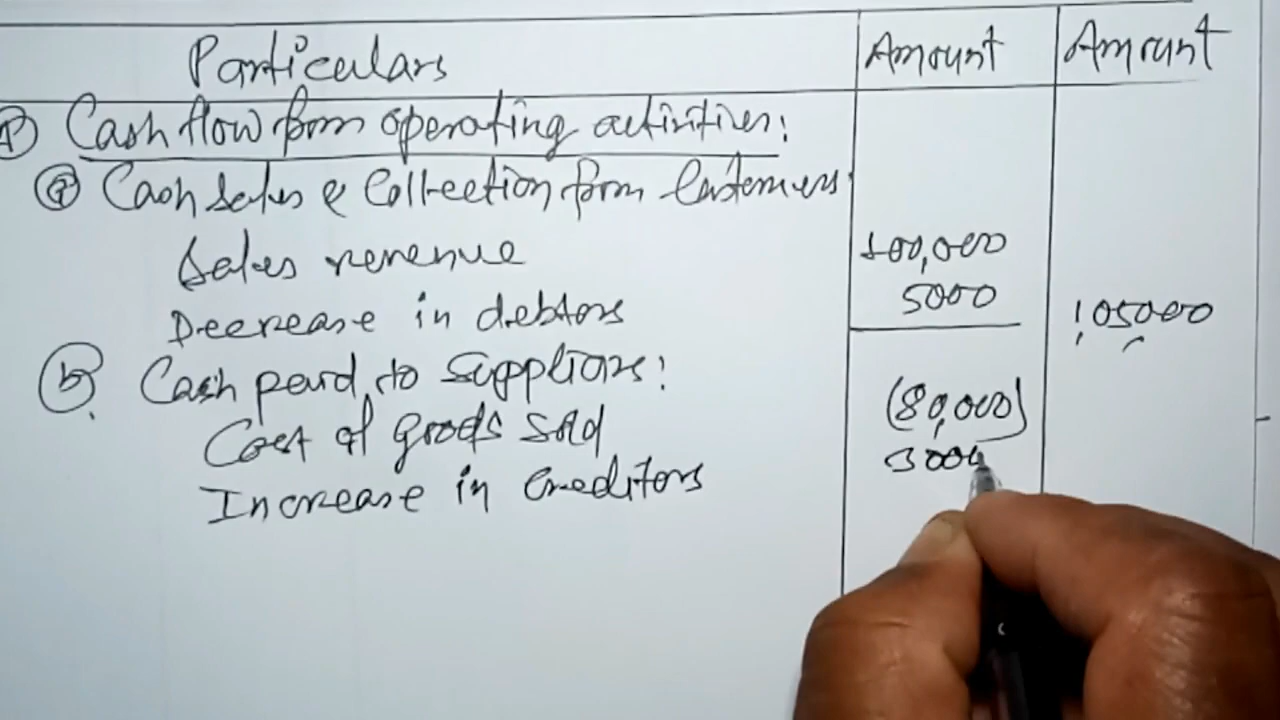 Particulars Amount Amount
Cash flow from operating activities:
a Cash sales & Collection from Customers
Sales revenue 100,000
Decrease in debtors 5000 105000
b Cash paid to suppliars:
Cost of goods sold (80,000)
Increase in Creditors 3000